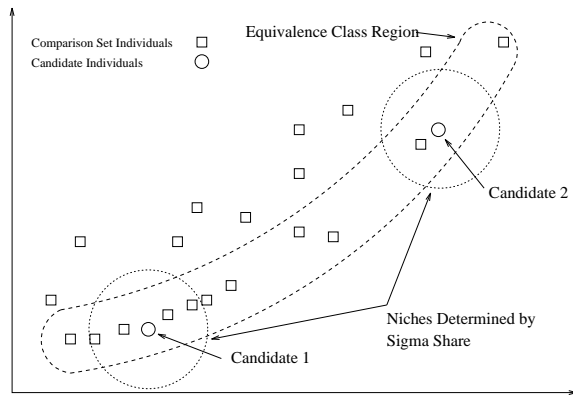 Equivalence Class Region
Comparison Set Individuals
Candidate Individuals
Candidate 2
Niches Determined by
Sigma Share
Candidate 1